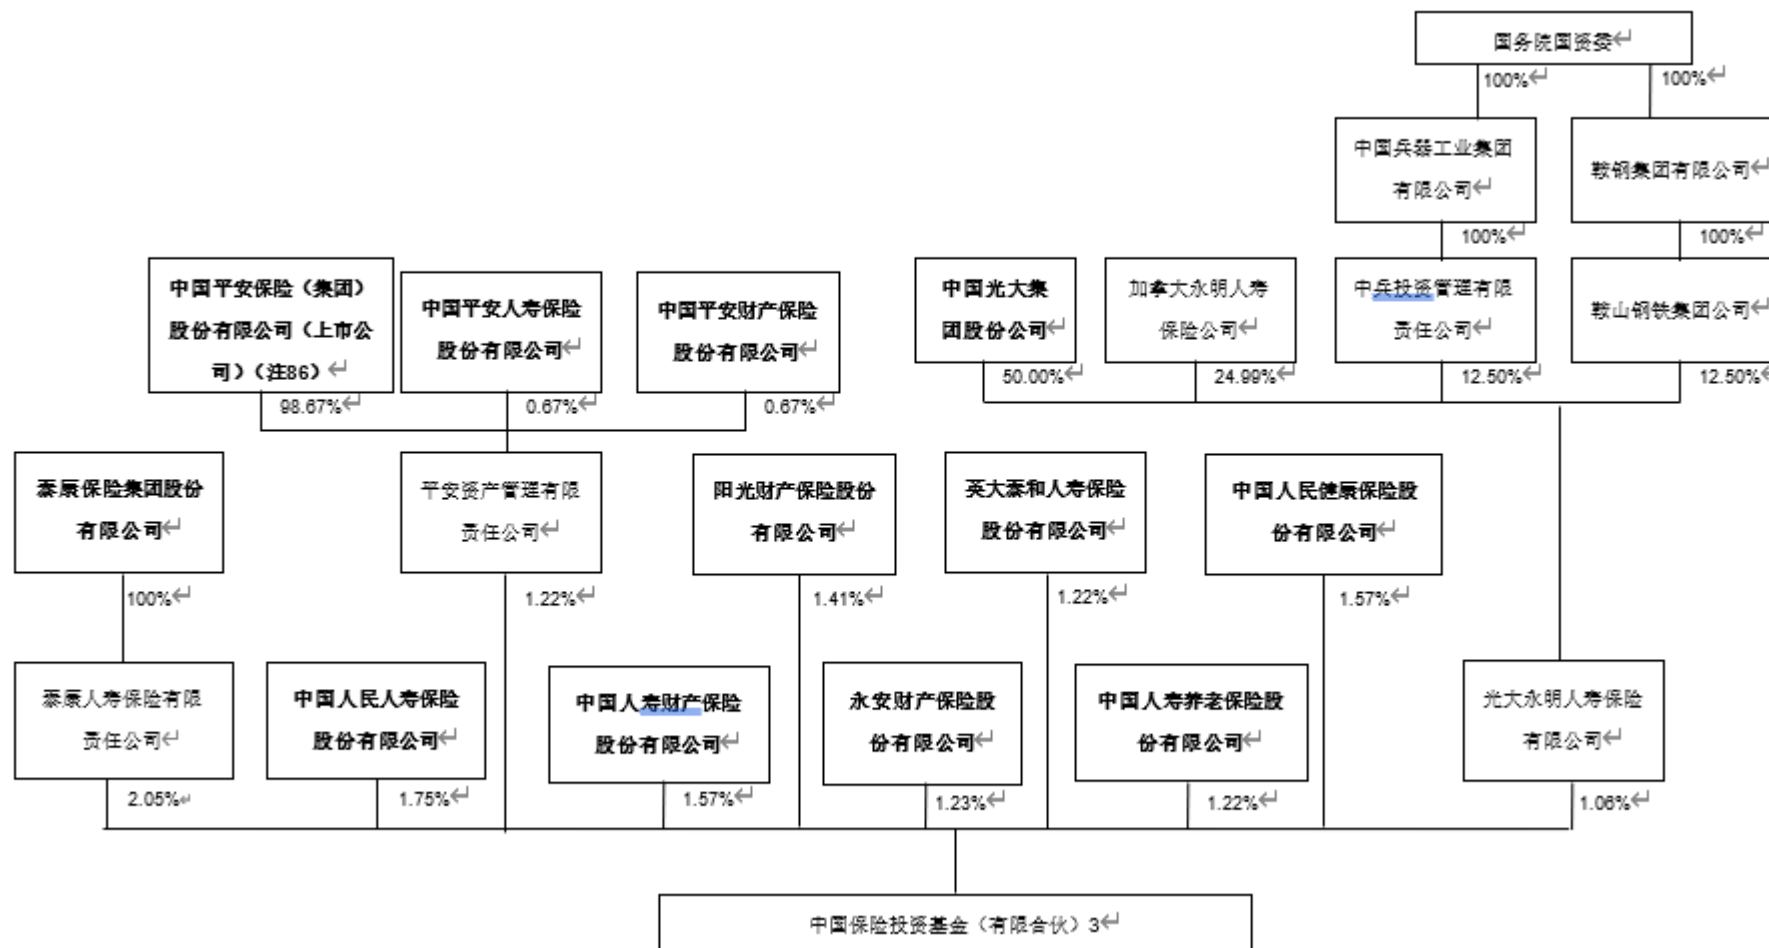 国务院国资委
100%
100%
中国兵器工业集团
有限公司
鞍钢集团有限公司
100%
100%
中国平安保险（集团）
股份有限公司（上市公
司）（注86）
中国平安人寿保险
股份有限公司
中国平安财产保险
股份有限公司
中国光大集
团股份公司
加拿大永明人寿
保险公司
中兵投资管理有限
责任公司
鞍山钢铁集团公司
98.67%
0.67%
0.67%
50.00%
24.99%
12.50%
12.50%
泰康保险集团股份
有限公司
平安资产管理有限
责任公司
阳光财产保险股份
有限公司
英大泰和人寿保险
股份有限公司
中国人民健康保险股
份有限公司
100%
1.22%
1.41%
1.22%
1.57%
泰康人寿保险有限
责任公司
中国人民人寿保险
股份有限公司
中国人寿财产保险
股份有限公司
永安财产保险股
份有限公司
中国人寿养老保险股
份有限公司
光大永明人寿保险
有限公司
2.05%
1.75%
1.57%
1.23%
1.22%
1.06%
中国保险投资基金（有限合伙）3